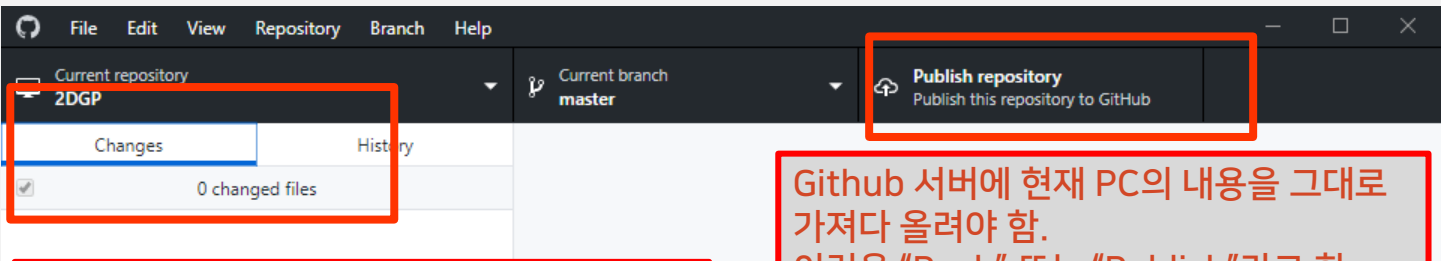 File Edit View Repository Branch Help
Current repository
2DGP
Current branch
master
Publish repository
Publish this repository to GitHub
Changes History
0 changed files
Github 서버에 현재 PC의 내용을 그대로
가져다 올려야 함.